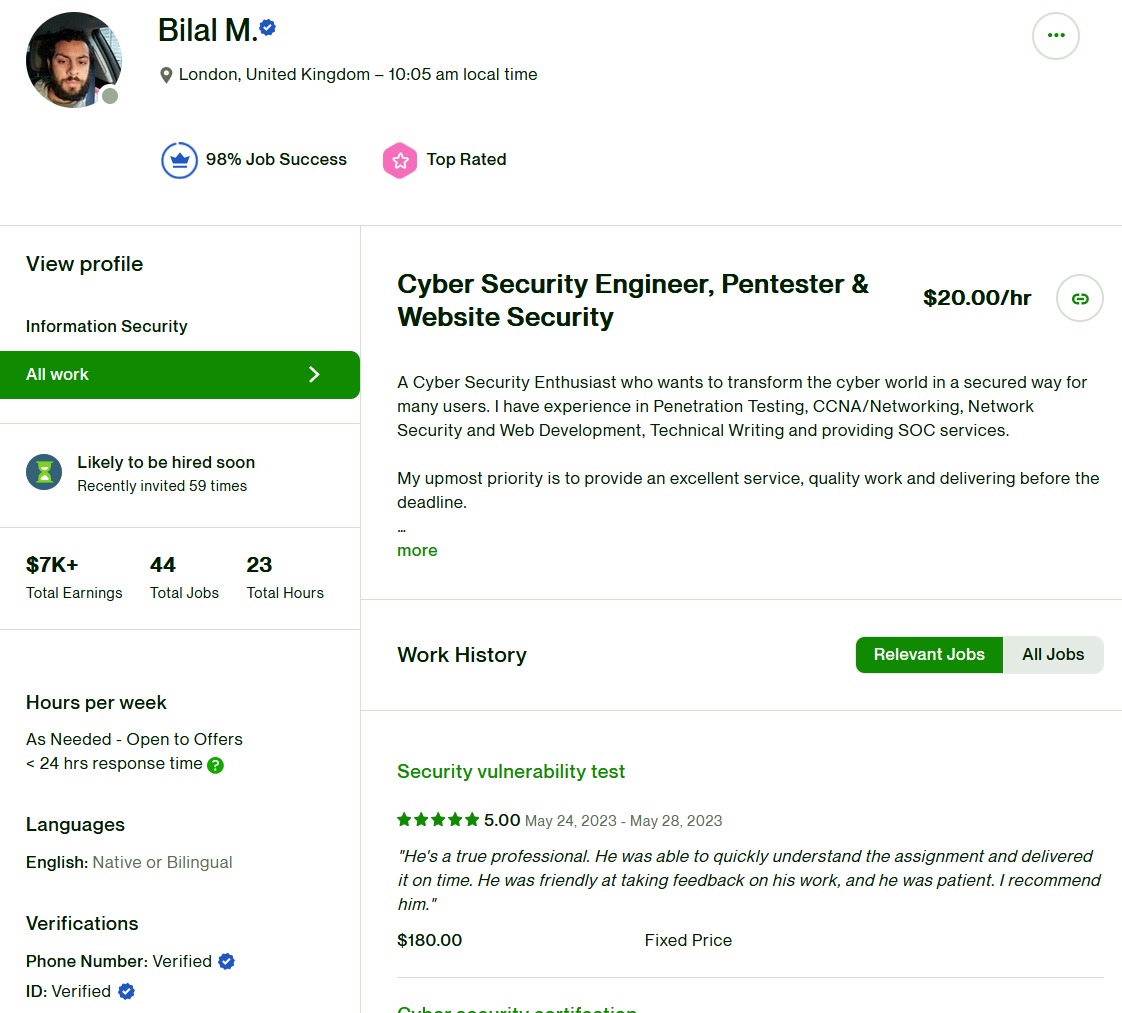 Bilal M.
London, United Kingdom – 10:05 am local time
98% Job Success
Top Rated
View profile
Information Security
All work
Likely to be hired soon
Recently invited 59 times
$7K+
Total Earnings
44
Total Jobs
23
Total Hours
Hours per week
As Needed - Open to Offers
< 24 hrs response time ?
Languages
English: Native or Bilingual
Verifications
Phone Number: Verified
ID: Verified
Cyber Security Engineer, Pentester &
Website Security
$20.00/hr
A Cyber Security Enthusiast who wants to transform the cyber world in a secured way for
many users. I have experience in Penetration Testing, CCNA/Networking, Network
Security and Web Development, Technical Writing and providing SOC services.
My upmost priority is to provide an excellent service, quality work and delivering before the
deadline.
…
more
Work History
Relevant Jobs
All Jobs
Security vulnerability test
5.00 May 24, 2023 - May 28, 2023
"He's a true professional. He was able to quickly understand the assignment and delivered
it on time. He was friendly at taking feedback on his work, and he was patient. I recommend
him."
$180.00
Fixed Price
Cyber security certifcation